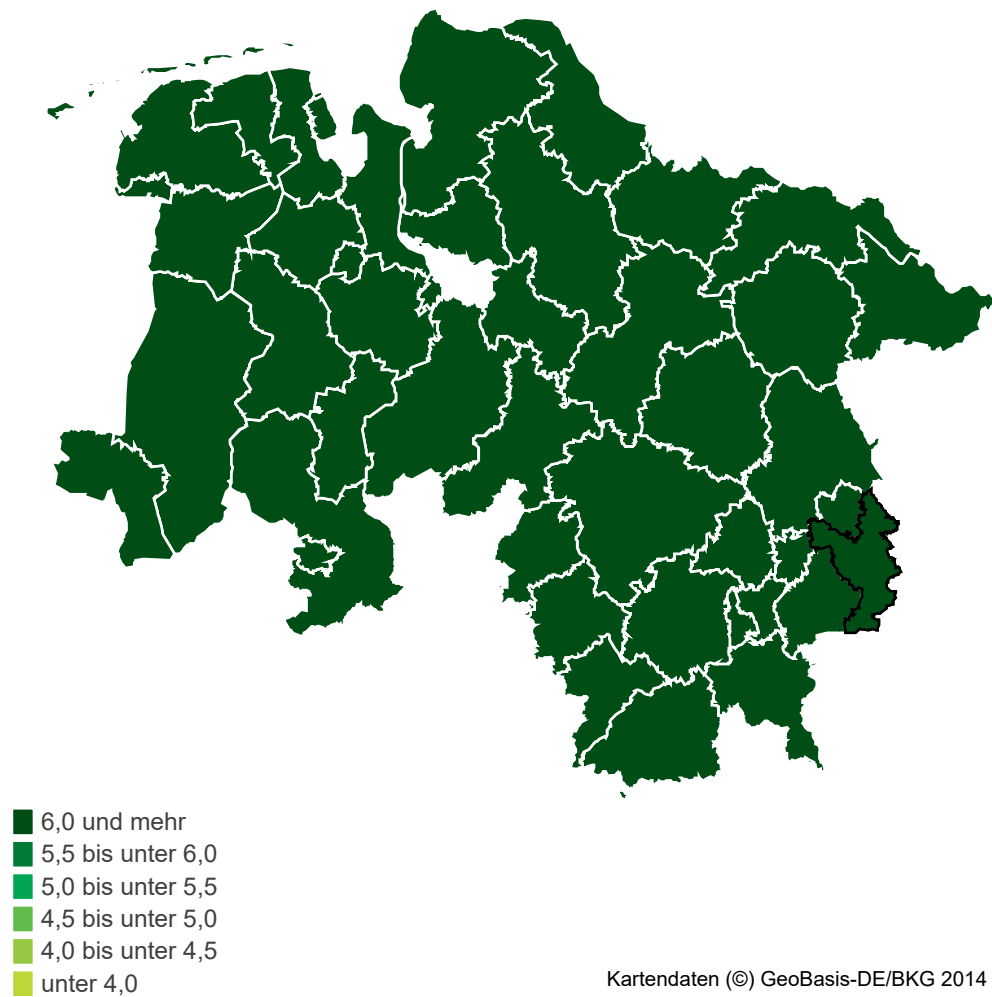 6,0 und mehr
5,5 bis unter 6,0
5,0 bis unter 5,5
4,5 bis unter 5,0
4,0 bis unter 4,5
unter 4,0
Kartendaten (©) GeoBasis-DE/BKG 2014